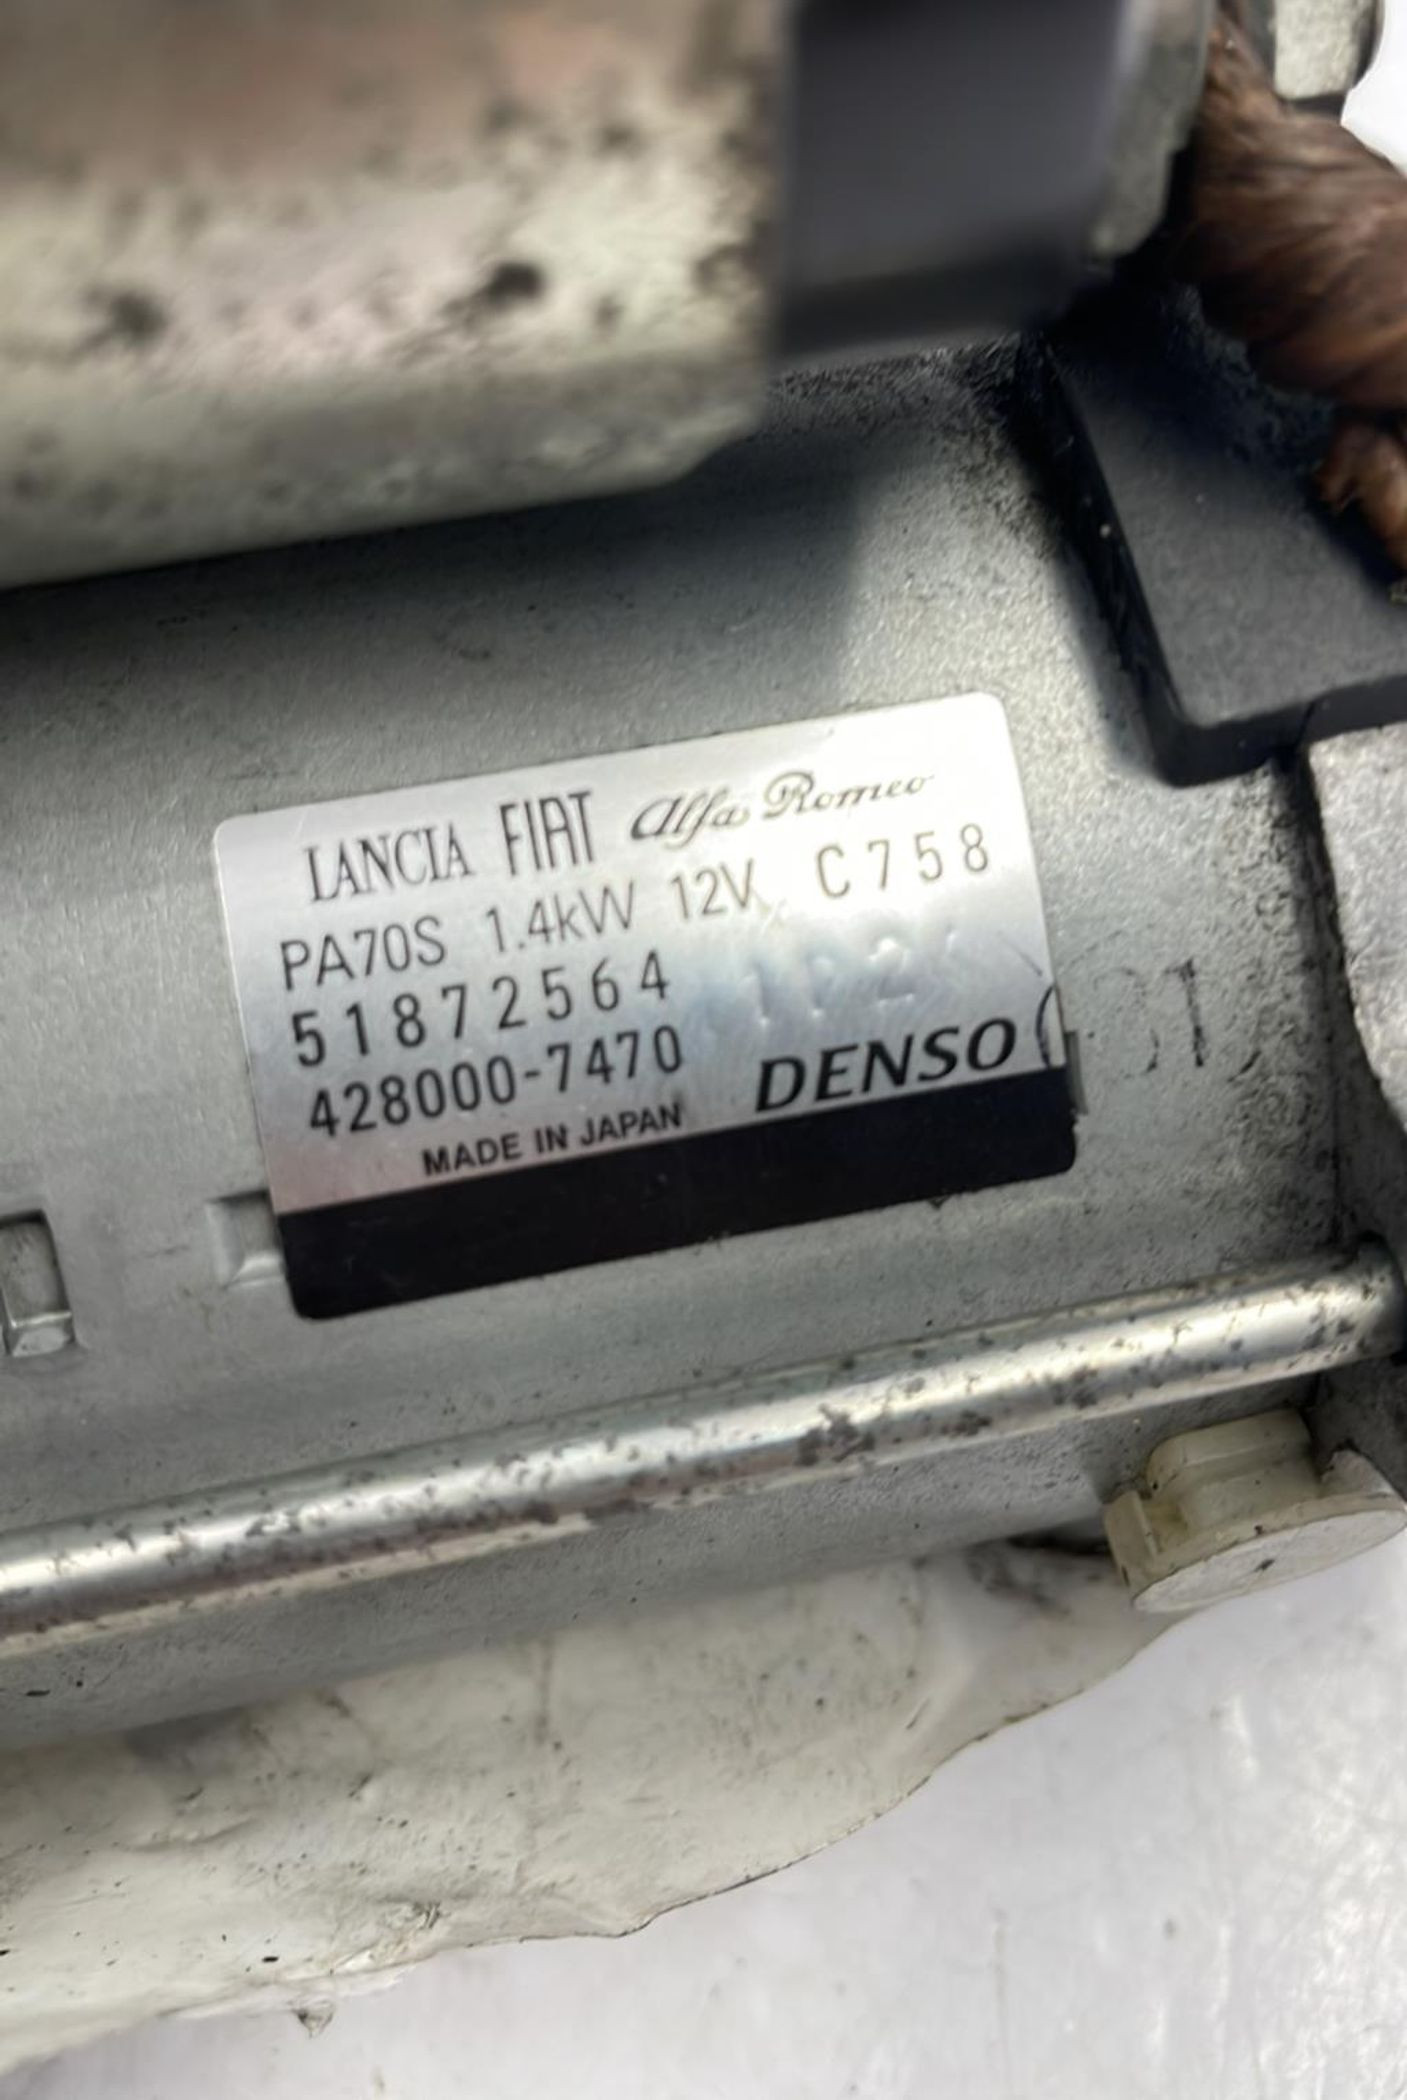 LANCIA FIAT Alfa Romeo
PA70S 1.4kW 12V C758
51872564
428000-7470
DENSO
MADE IN JAPAN